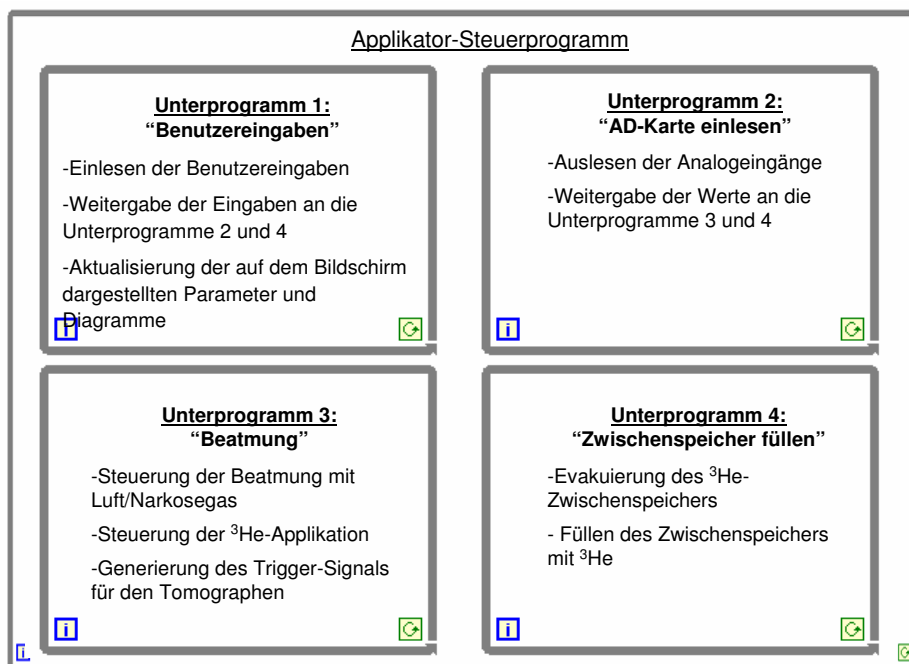 Applikator-Steuerprogramm
Unterprogramm 1:
“Benutzereingaben”
-Einlesen der Benutzereingaben
-Weitergabe der Eingaben an die
Unterprogramme 2 und 4
-Aktualisierung der auf dem Bildschirm
dargestellten Parameter und
Diagramme
i
Unterprogramm 2:
“AD-Karte einlesen”
-Auslesen der Analogeingänge
-Weitergabe der Werte an die
Unterprogramme 3 und 4
i
Unterprogramm 3:
“Beatmung”
-Steuerung der Beatmung mit
Luft/Narkosegas
-Steuerung der ³He-Applikation
-Generierung des Trigger-Signals
für den Tomographen
i
Unterprogramm 4:
“Zwischenspeicher füllen”
-Evakuierung des ³He-
Zwischenspeichers
- Füllen des Zwischenspeichers
mit ³He
i
i